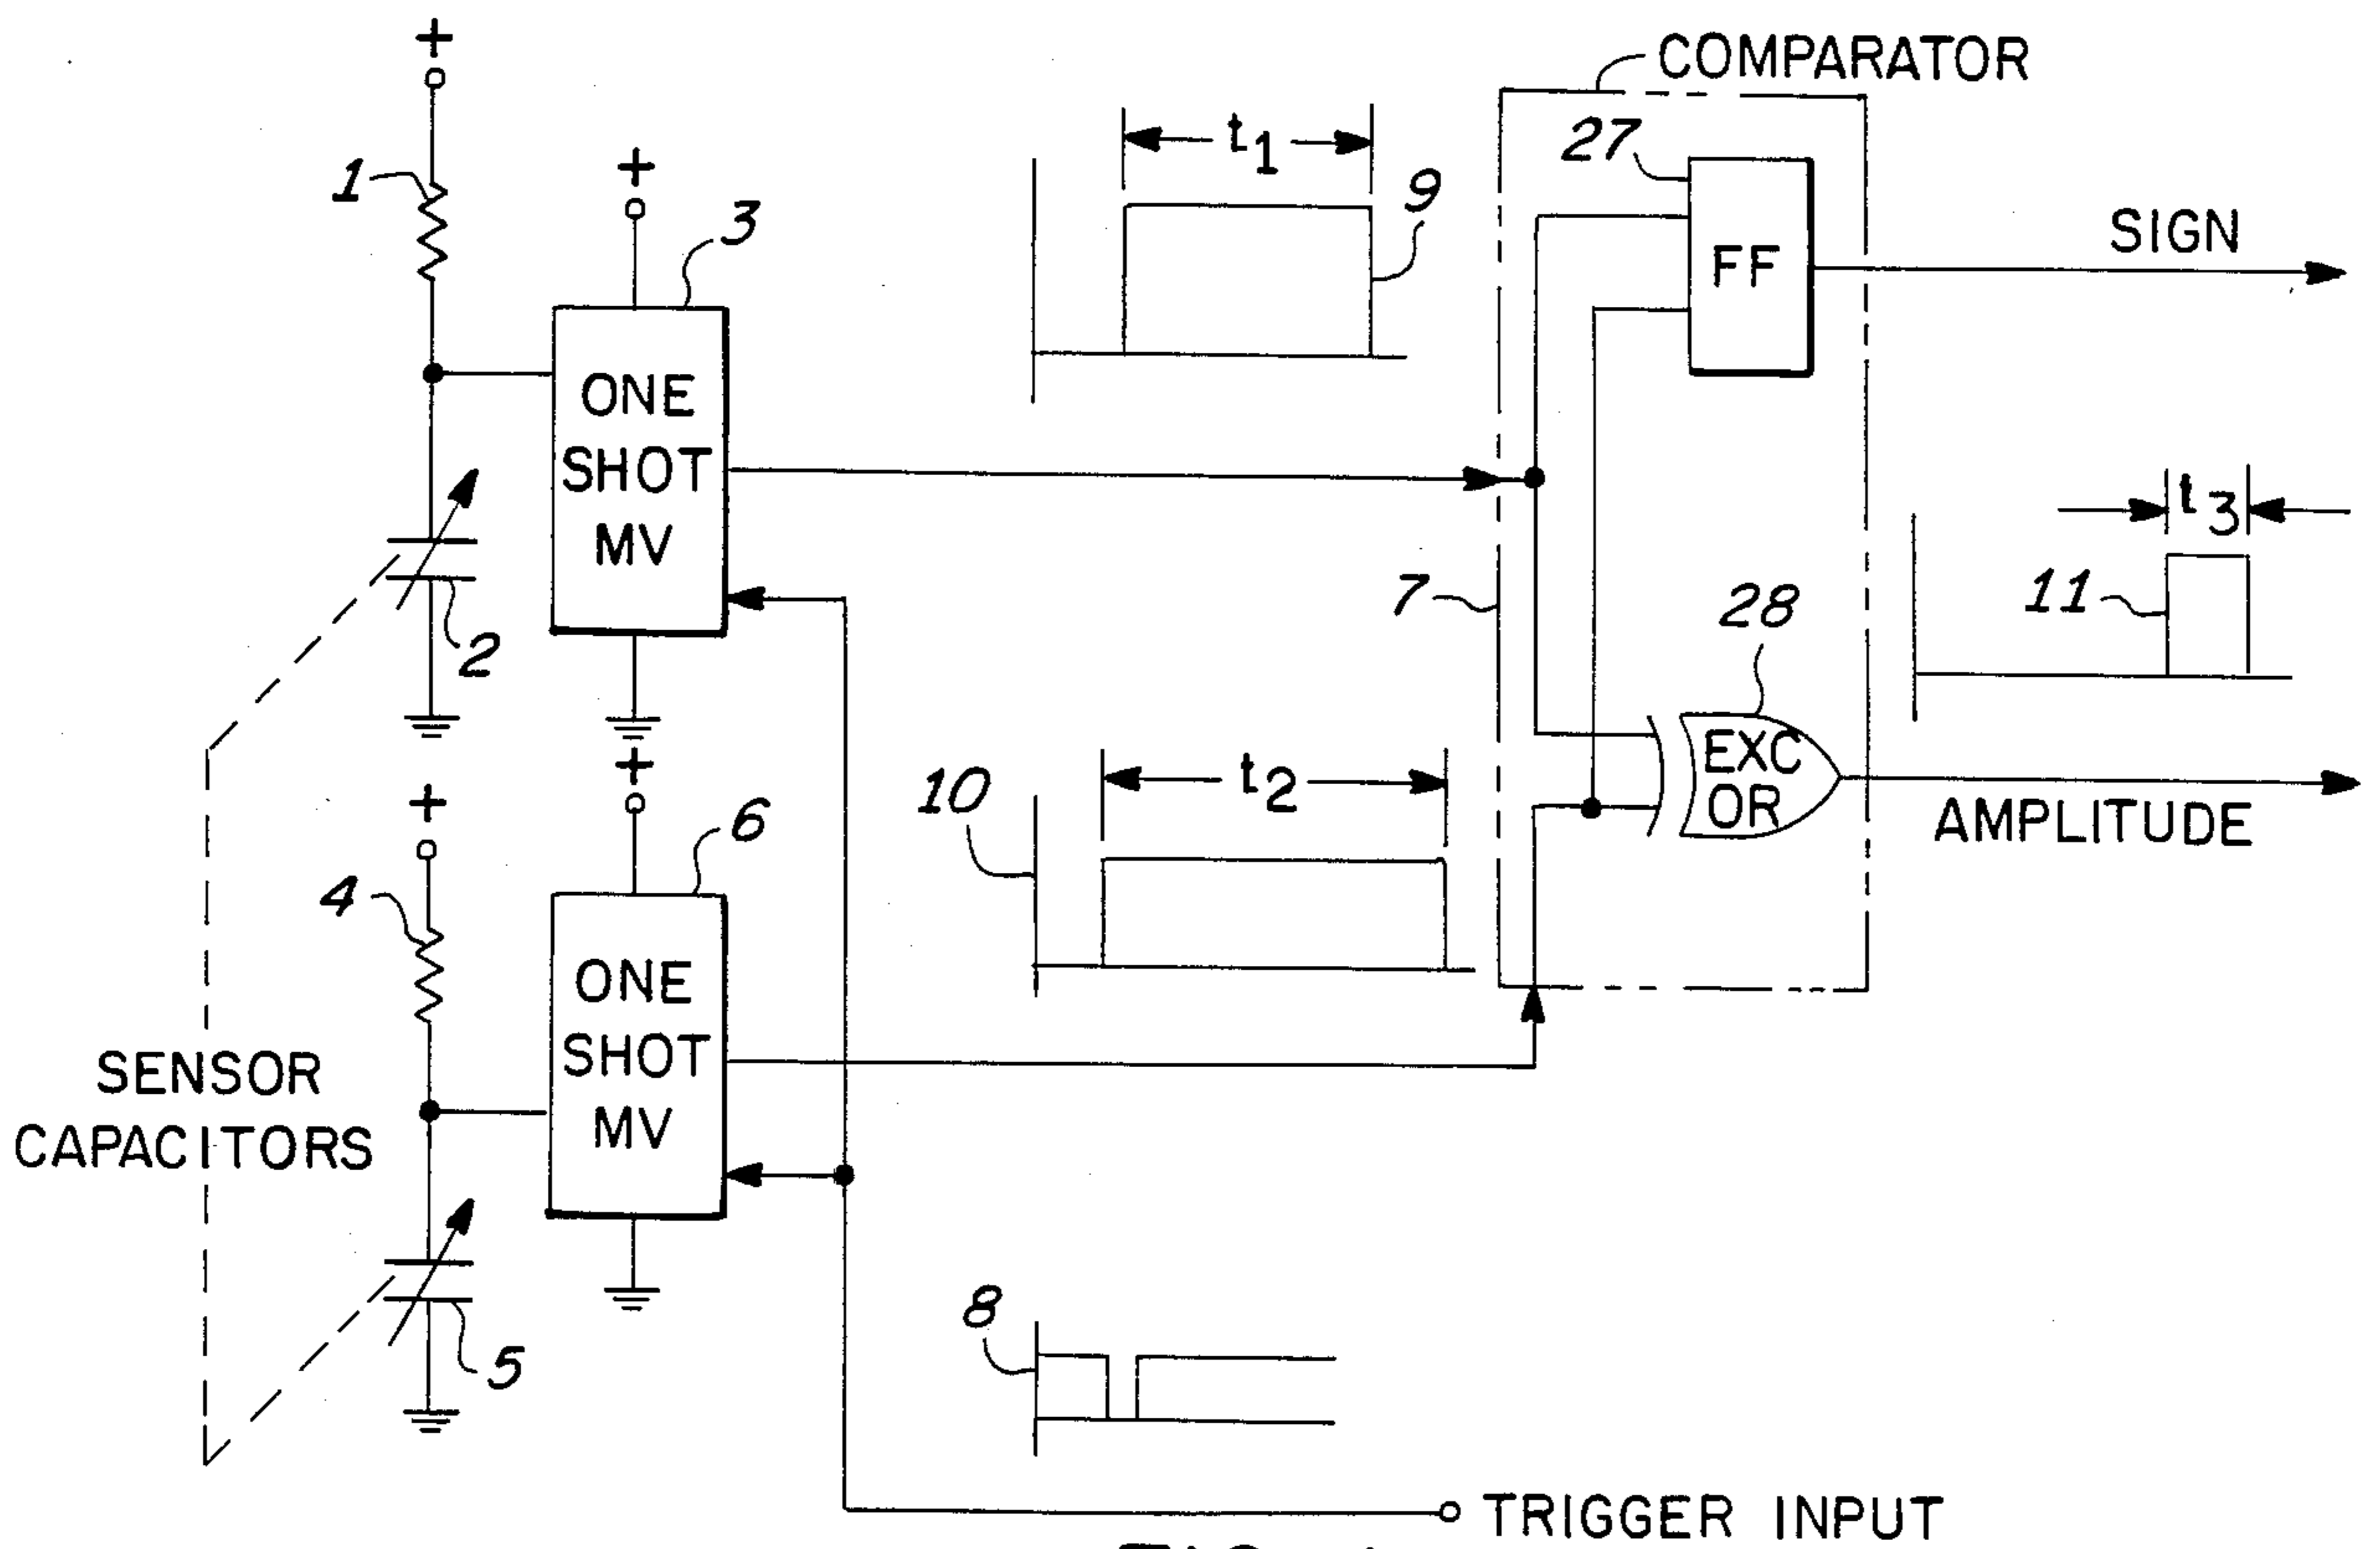 COMPARATOR
+
1
+
3
t1
9
27
FF
SIGN
ONE
SHOT
MV
2
7
28
t3
11
+
+
10
t2
EXC
OR
AMPLITUDE
4
6
ONE
SHOT
MV
SENSOR
CAPACITORS
5
8
TRIGGER INPUT